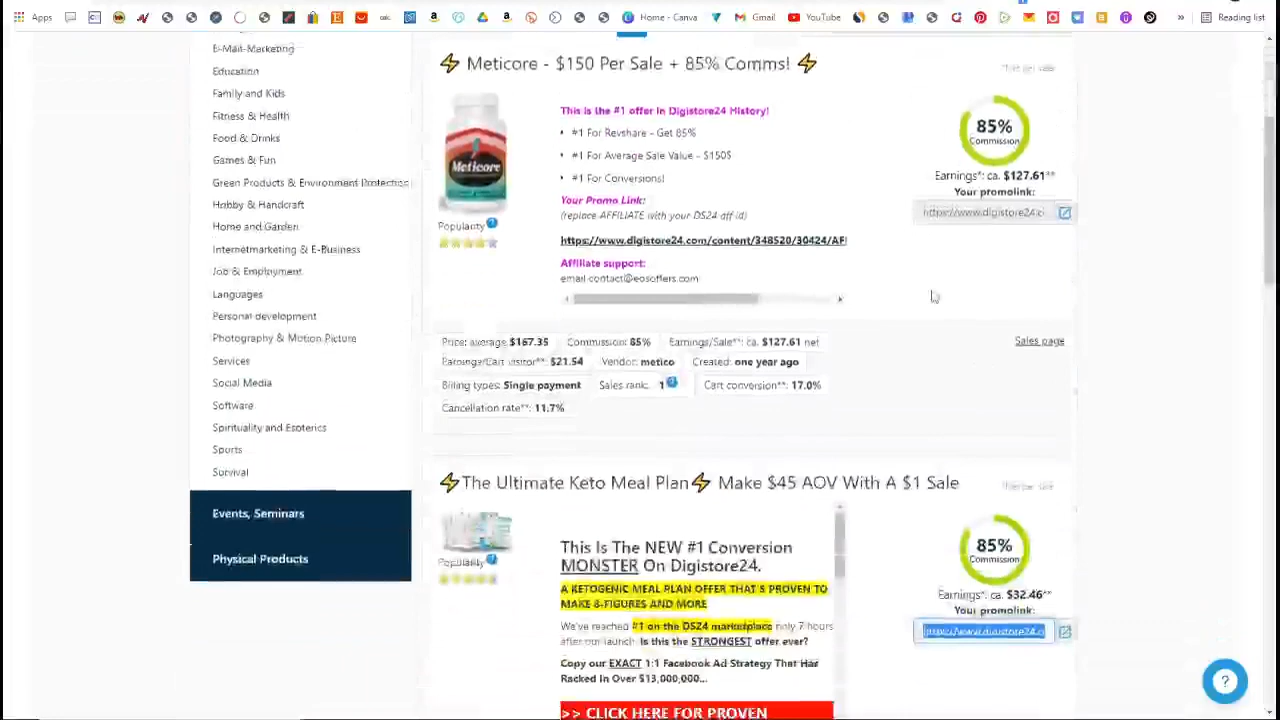 Apps
Home - Canva
Gmail
YouTube
Reading list
E-Mail-Marketing
Education
Family and Kids
Fitness & Health
Food & Drinks
Games & Fun
Green Products & Environment Protection
Hobby & Handcraft
Home and Garden
Internetmarketing & E-Business
Job & Employment
Languages
Personal development
Photography & Motion Picture
Services
Social Media
Software
Spirituality and Esoterics
Sports
Survival
Events, Seminars
Physical Products
Meticore - $150 Per Sale + 85% Comms!
Meticore
Popularity
This is the #1 offer in Digistore24 History!
• #1 For Revshare - Get 85%
• #1 For Average Sale Value - $150$
• #1 For Conversions!
Your Promo Link:
(replace AFFILIATE with your DS24 aff id)
https://www.digistore24.com/content/348520/30424/AF
Affiliate support:
email contact@eosoffers.com
85%
Commission
Earnings*: ca. $127.61**
Your promolink:
https://www.digistore24.c
Price: average $167.35 Commission: 85% Earnings/Sale**: ca. $127.61 net
Earnings/Cart visitor**: $21.54 Vendor: metico Created: one year ago
Billing types: Single payment Sales rank: 1 Cart conversion**: 17.0%
Cancellation rate**: 11.7%
Sales page
The Ultimate Keto Meal Plan Make $45 AOV With A $1 Sale
Popularity
This Is The NEW #1 Conversion
MONSTER On Digistore24.
A KETOGENIC MEAL PLAN OFFER THAT'S PROVEN TO
MAKE 8-FIGURES AND MORE
We've reached #1 on the DS24 marketplace only 7 hours
after our launch. Is this the STRONGEST offer ever?
Copy our EXACT 1:1 Facebook Ad Strategy That Has
Racked In Over $13,000,000...
>> CLICK HERE FOR PROVEN
85%
Commission
Earnings*: ca. $32.46**
Your promolink:
https://www.digistore24.c
?